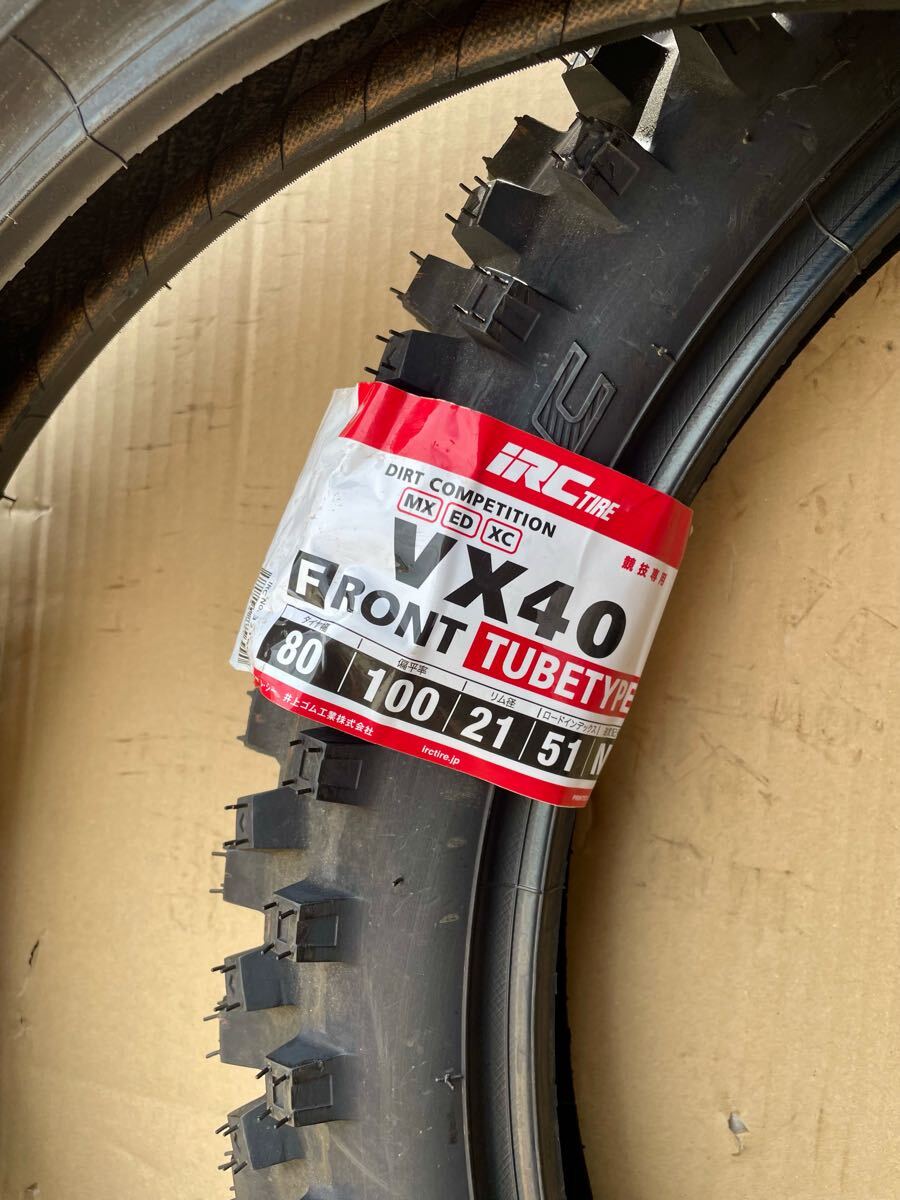 iRC TIRE
DIRT COMPETITION
MX ED XC
競技専用
VX40
FRONT TUBETYPE
タイヤ幅 偏平率 リム径 ロードインデックス
80 100 21 51
井上ゴム工業株式会社
irctire.jp